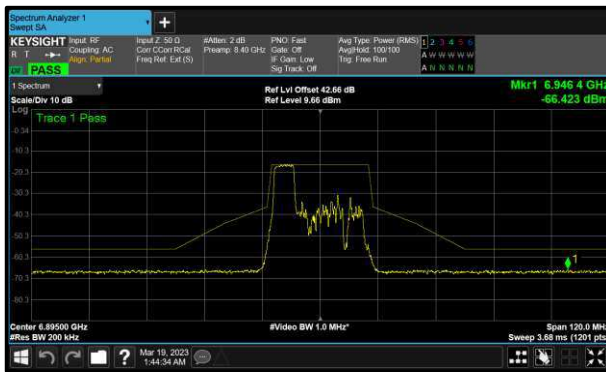 Spectrum Analyzer 1
Swept SA
KEYSIGHT
R T
PASS
Input: RF
Coupling: AC
Align: Partial
Input Z: 50 Ω
Corr CCorr RCal
Freq Ref: Ext (S)
#Atten: 2 dB
Preamp: 8.40 GHz
PNO: Fast
Gate: Off
IF Gain: Low
Sig Track: Off
Avg Type: Power (RMS)
Avg|Hold: 100/100
Trig: Free Run
1 2 3 4 5 6
A W W W W W
A N N N N N
1 Spectrum
Scale/Div 10 dB
Ref Lvl Offset 42.66 dB
Ref Level 9.66 dBm
Mkr1 6.946 4 GHz
-66.423 dBm
Log
Trace 1 Pass
-0.34
-10.3
-20.3
-30.3
-40.3
-50.3
-60.3
-70.3
-80.3
1
Center 6.89500 GHz
#Res BW 200 kHz
#Video BW 1.0 MHz*
Span 120.0 MHz
Sweep 3.68 ms (1201 pts)
Mar 19, 2023
1:44:34 AM